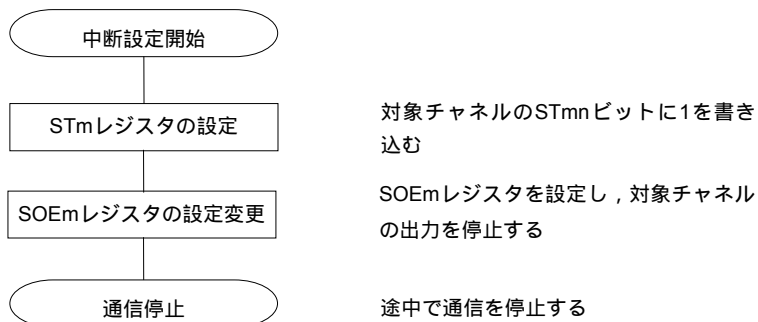 中断設定開始
STmレジスタの設定
対象チャネルのSTmnビットに1を書き
込む
SOEmレジスタの設定変更
SOEmレジスタを設定し，対象チャネル
の出力を停止する
通信停止
途中で通信を停止する